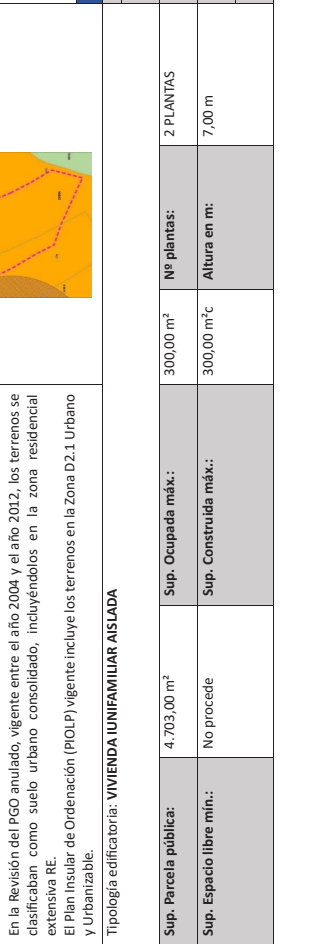 En la Revisión del PGO anulado, vigente entre el año 2004 y el año 2012, los terrenos se
clasificaban como suelo urbano consolidado, incluyéndolos en la zona residencial
extensiva RE.
El Plan Insular de Ordenación (PIOLP) vigente incluye los terrenos en la Zona D2.1 Urbano
y Urbanizable.
Tipología edificatoria: VIVIENDA IUNIFAMILIAR AISLADA
Sup. Parcela pública: 4.703,00 m² Sup. Ocupada máx.: 300,00 m² Nº plantas: 2 PLANTAS
Sup. Espacio libre mín.: No procede Sup. Construida máx.: 300,00 m²c Altura en m: 7,00 m